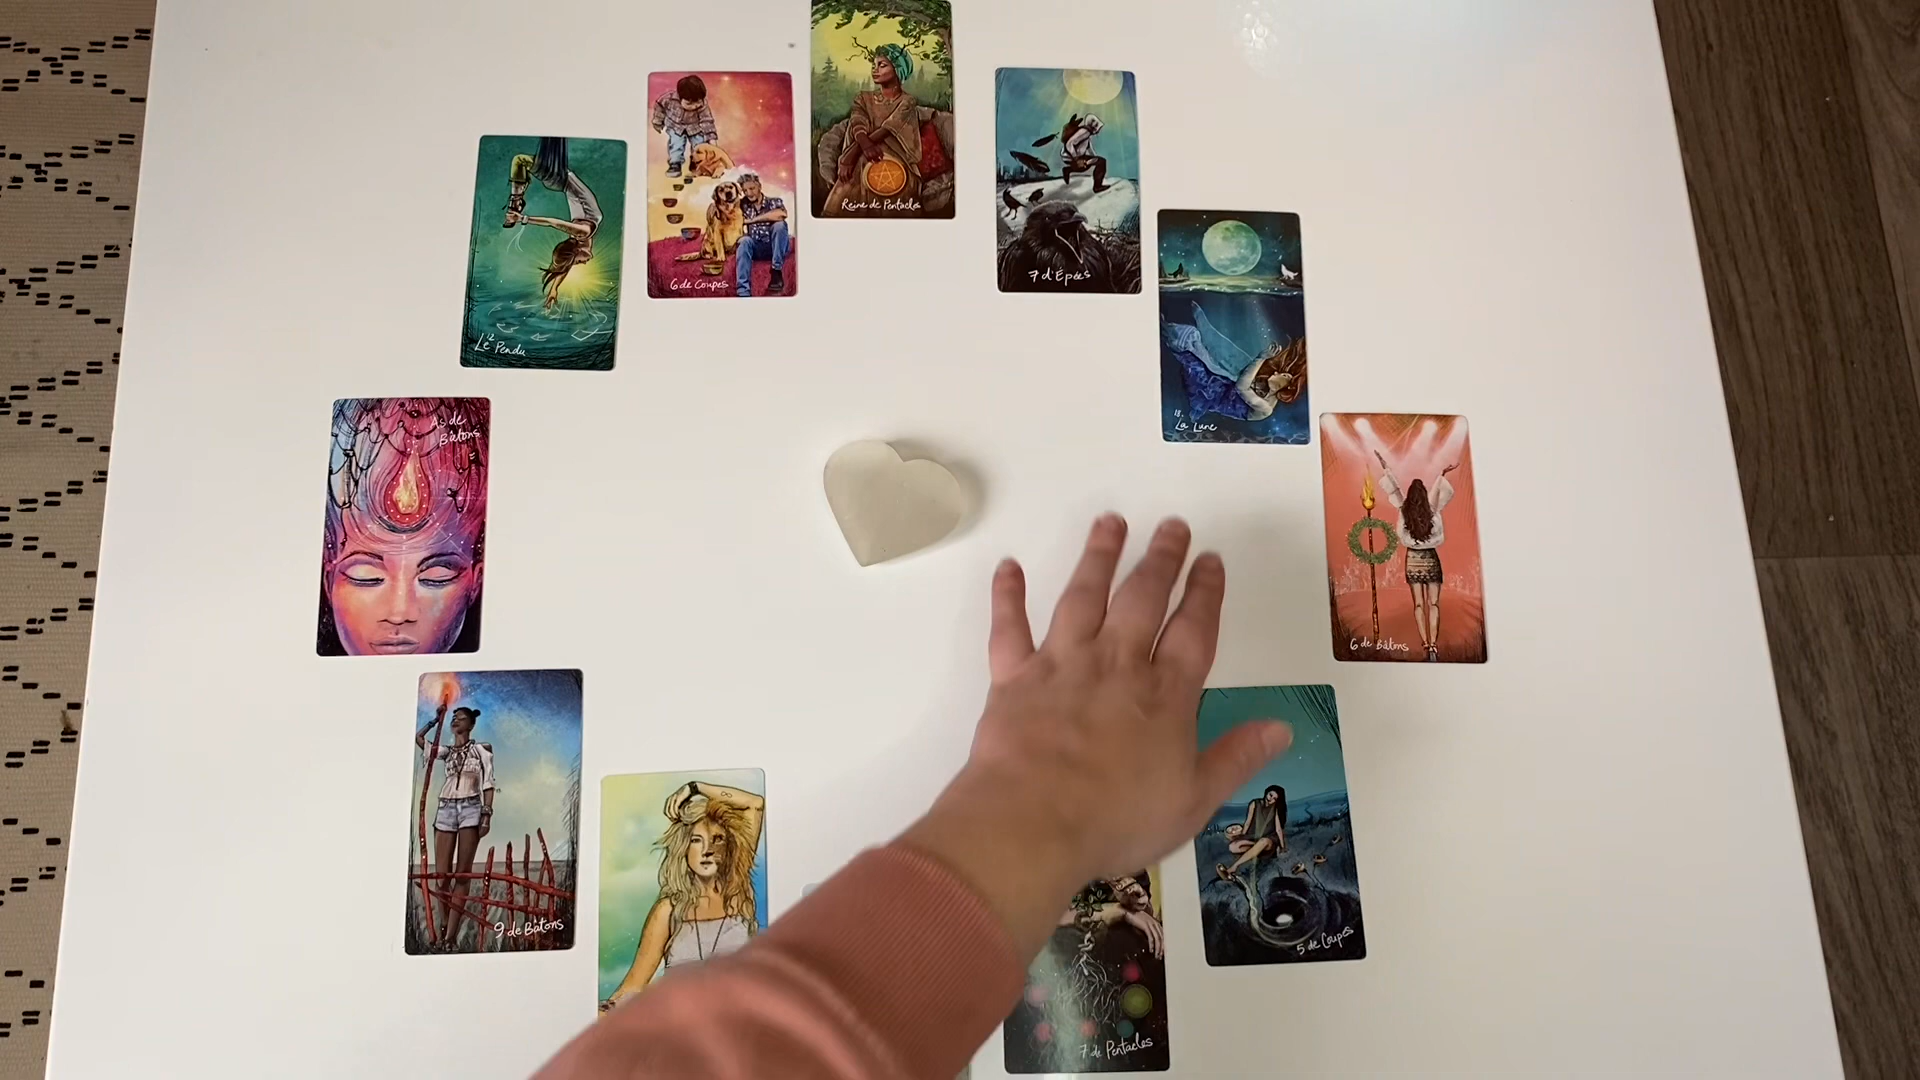 Reine de Pentacles
6 de Coupes
7 d'Épées
12
Le Pendu
18.
La Lune
As de
Bâtons
6 de Bâtons
9 de Bâtons
5 de Coupes
7 de Pentacles